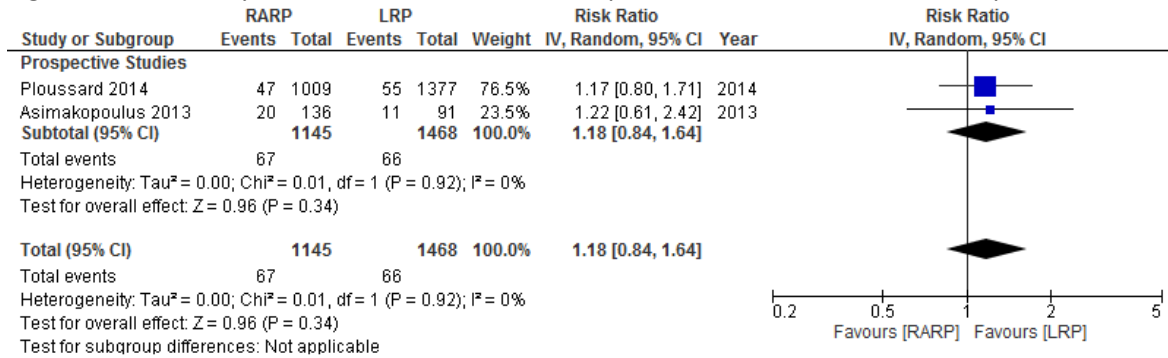 RARP LRP Risk Ratio Risk Ratio
Study or Subgroup Events Total Events Total Weight IV, Random, 95% CI Year IV, Random, 95% CI
Prospective Studies
Ploussard 2014 47 1009 55 1377 76.5% 1.17 [0.80, 1.71] 2014
Asimakopoulus 2013 20 136 11 91 23.5% 1.22 [0.61, 2.42] 2013
Subtotal (95% CI) 1145 1468 100.0% 1.18 [0.84, 1.64]
Total events 67 66
Heterogeneity: Tau² = 0.00; Chi² = 0.01, df = 1 (P = 0.92); I² = 0%
Test for overall effect: Z = 0.96 (P = 0.34)
Total (95% CI) 1145 1468 100.0% 1.18 [0.84, 1.64]
Total events 67 66
Heterogeneity: Tau² = 0.00; Chi² = 0.01, df = 1 (P = 0.92); I² = 0%
Test for overall effect: Z = 0.96 (P = 0.34)
Test for subgroup differences: Not applicable
0.2 0.5 1 2 5
Favours [RARP] Favours [LRP]